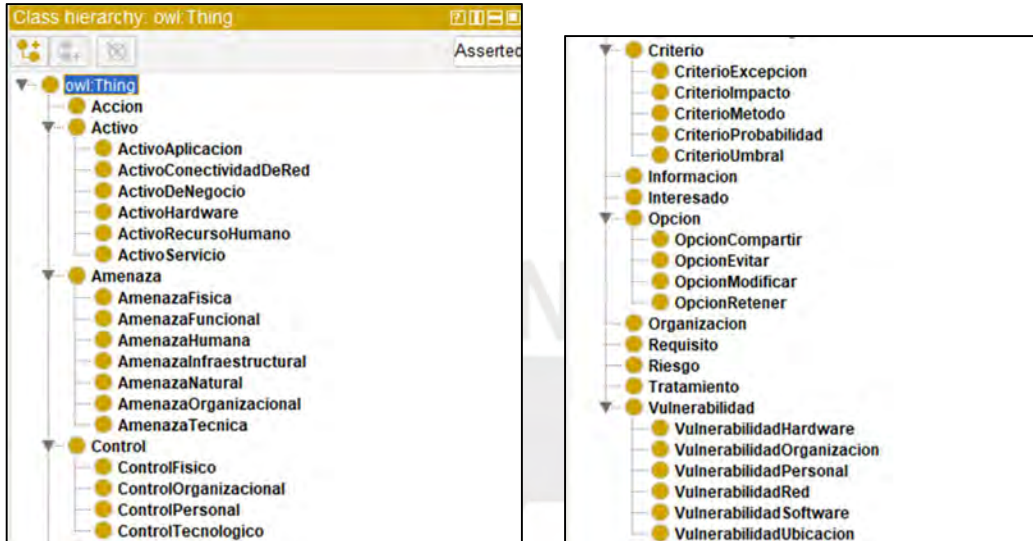 Class hierarchy: owl:Thing
Asserted
owl:Thing
Accion
Activo
ActivoAplicacion
ActivoConectividadDeRed
ActivoDeNegocio
ActivoHardware
ActivoRecursoHumano
ActivoServicio
Amenaza
AmenazaFisica
AmenazaFuncional
AmenazaHumana
AmenazaInfraestructural
AmenazaNatural
AmenazaOrganizacional
AmenazaTecnica
Control
ControlFisico
ControlOrganizacional
ControlPersonal
ControlTecnologico
Criterio
CriterioExcepcion
CriterioImpacto
CriterioMetodo
CriterioProbabilidad
CriterioUmbral
Informacion
Interesado
Opcion
OpcionCompartir
OpcionEvitar
OpcionModificar
OpcionRetener
Organizacion
Requisito
Riesgo
Tratamiento
Vulnerabilidad
VulnerabilidadHardware
VulnerabilidadOrganizacion
VulnerabilidadPersonal
VulnerabilidadRed
VulnerabilidadSoftware
VulnerabilidadUbicacion